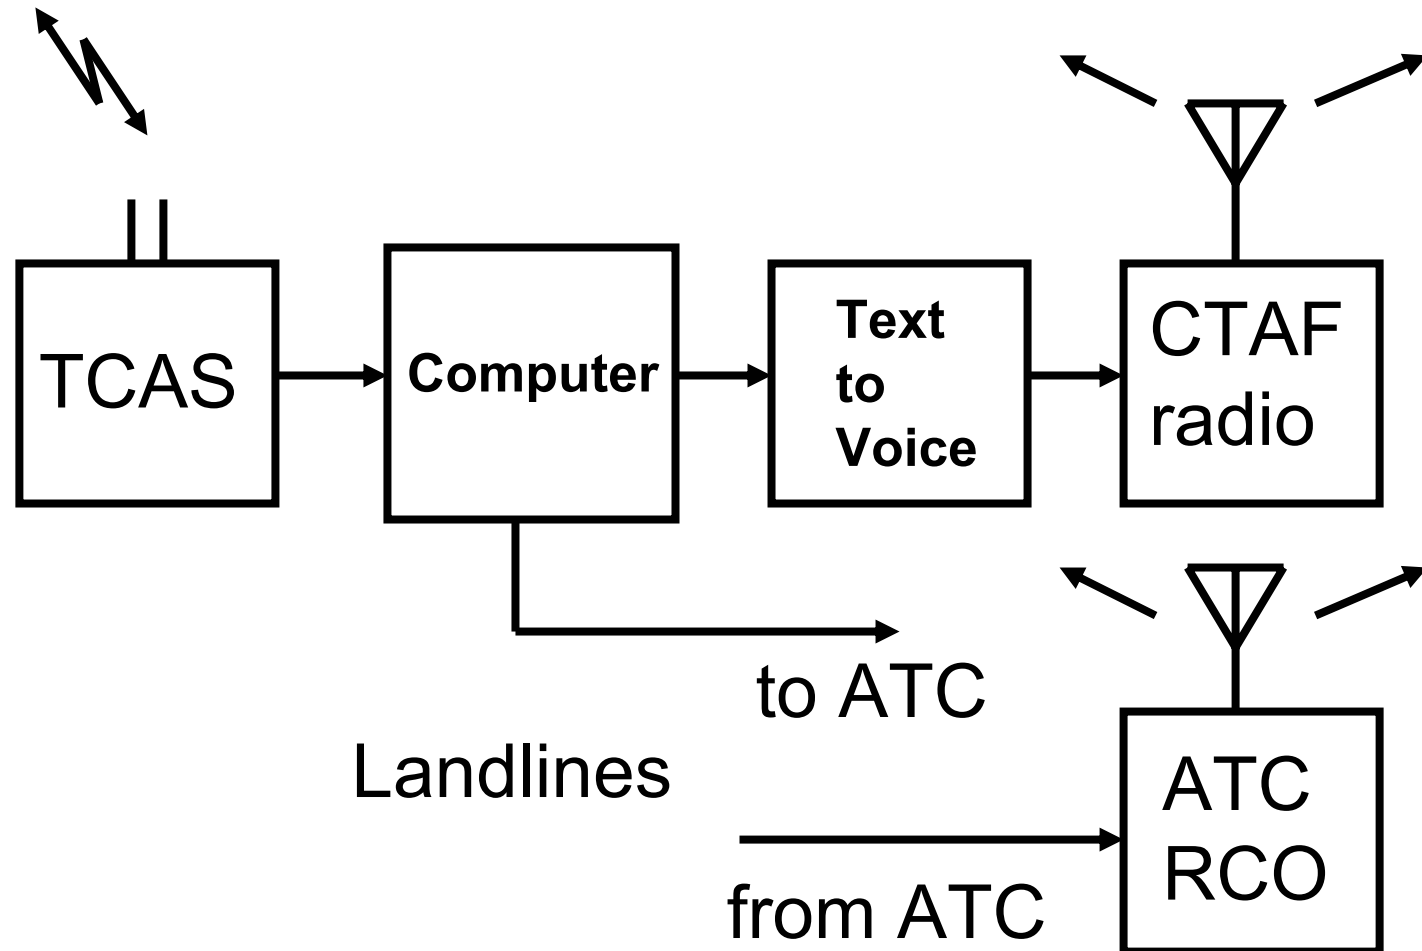 TCAS
Computer
Text
to
Voice
CTAF
radio
to ATC
Landlines
from ATC
ATC
RCO